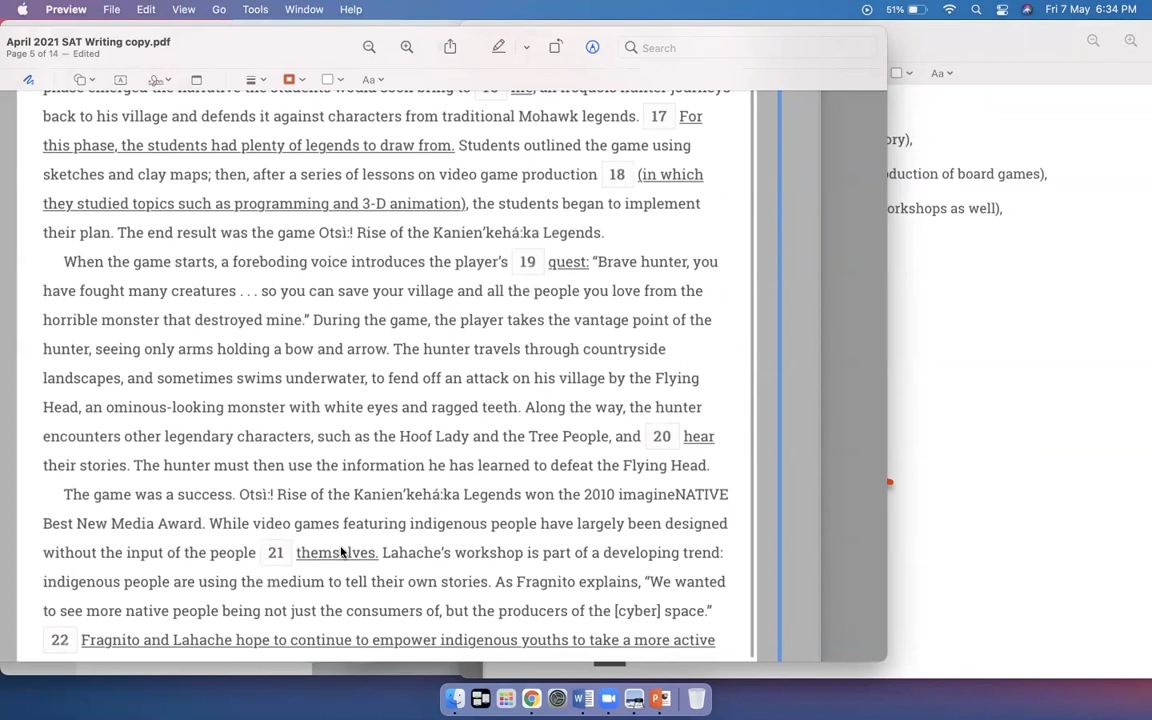 Preview File Edit View Go Tools Window Help 51% Fri 7 May 6:34 PM
April 2021 SAT Writing copy.pdf
Page 5 of 14 — Edited
Search
Aa
Aa
back to his village and defends it against characters from traditional Mohawk legends. 17 For
this phase, the students had plenty of legends to draw from. Students outlined the game using
sketches and clay maps; then, after a series of lessons on video game production 18 (in which
they studied topics such as programming and 3-D animation), the students began to implement
their plan. The end result was the game Otsì:! Rise of the Kanien’kehá:ka Legends.
When the game starts, a foreboding voice introduces the player’s 19 quest: “Brave hunter, you
have fought many creatures . . . so you can save your village and all the people you love from the
horrible monster that destroyed mine.” During the game, the player takes the vantage point of the
hunter, seeing only arms holding a bow and arrow. The hunter travels through countryside
landscapes, and sometimes swims underwater, to fend off an attack on his village by the Flying
Head, an ominous-looking monster with white eyes and ragged teeth. Along the way, the hunter
encounters other legendary characters, such as the Hoof Lady and the Tree People, and 20 hear
their stories. The hunter must then use the information he has learned to defeat the Flying Head.
The game was a success. Otsì:! Rise of the Kanien’kehá:ka Legends won the 2010 imagineNATIVE
Best New Media Award. While video games featuring indigenous people have largely been designed
without the input of the people 21 themselves. Lahache’s workshop is part of a developing trend:
indigenous people are using the medium to tell their own stories. As Fragnito explains, “We wanted
to see more native people being not just the consumers of, but the producers of the [cyber] space.”
22 Fragnito and Lahache hope to continue to empower indigenous youths to take a more active
ory),
duction of board games),
orkshops as well),